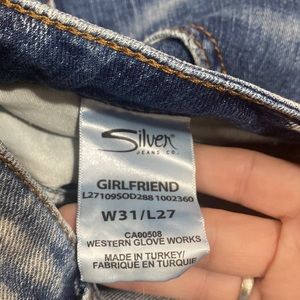 Silver
JEANS CO.
GIRLFRIEND
L27109SOD288 1002360
W31/L27
CA00508
WESTERN GLOVE WORKS
MADE IN TURKEY/
FABRIQUÉ EN TURQUIE